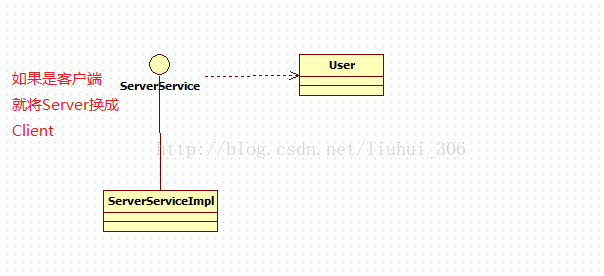 如果是客户端
就将Server换成
Client
ServerService
User
http://blog.csdn.net/liuhui_306
ServerServiceImpl